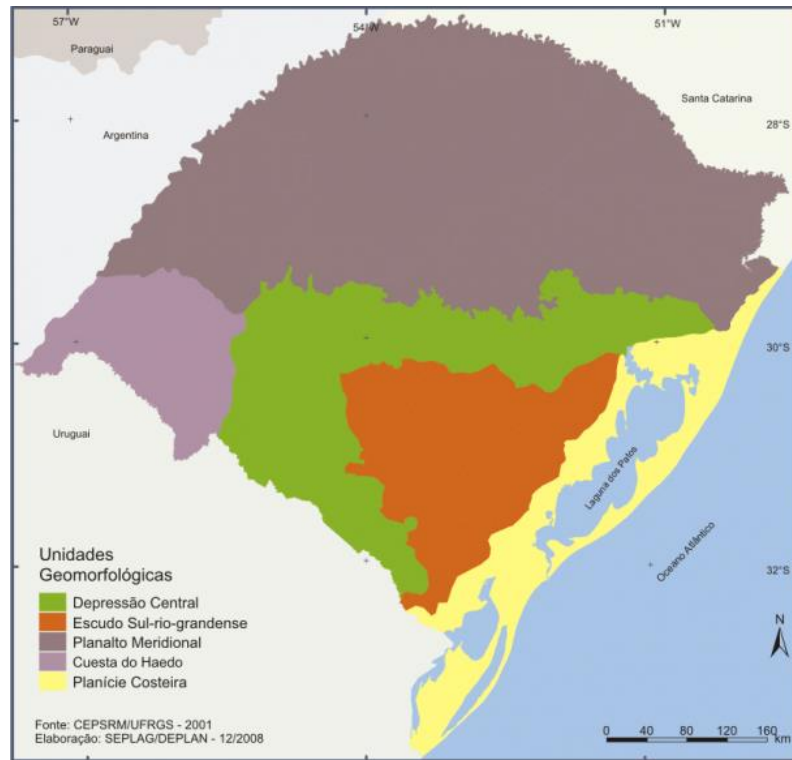 57°W
54°W
51°W
Paraguai
Santa Catarina
28°S
Argentina
30°S
Uruguai
Laguna dos Patos
Oceano Atlântico
32°S
Unidades
Geomorfológicas
Depressão Central
Escudo Sul-rio-grandense
Planalto Meridional
Cuesta do Haedo
Planície Costeira
N
Fonte: CEPSRM/UFRGS - 2001
Elaboração: SEPLAG/DEPLAN - 12/2008
0 40 80 120 160
km